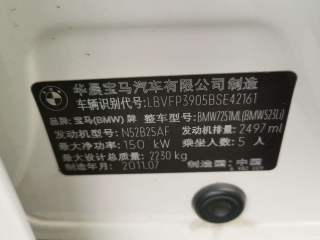 华晨宝马汽车有限公司制造
车辆识别代号:LBVFP3905BSE42161
品牌:宝马(BMW)牌 整车型号:BMW7251ML(BMW523Li)
发动机型号:N52B25AF 发动机排量:2497ml
最大净功率:150 kW 乘坐人数:5 人
最大设计总质量:2230 kg
制造年月:2011.07 制造国:中国